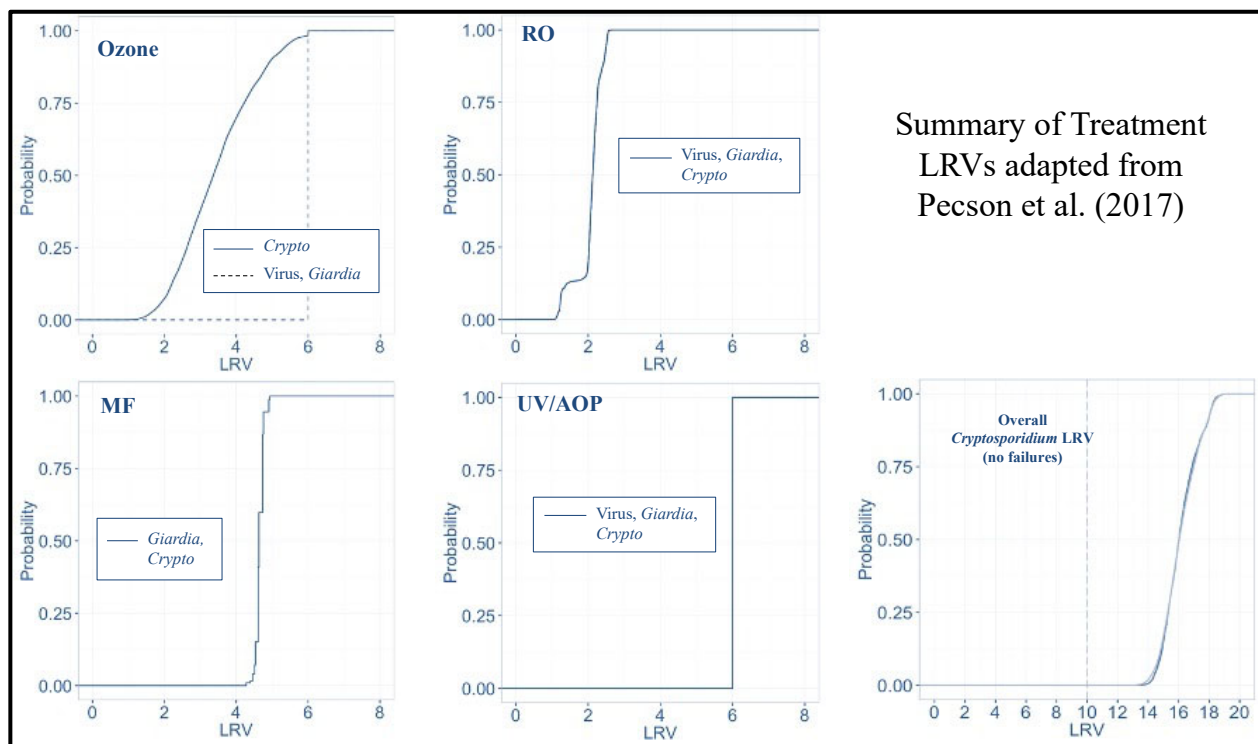 Ozone
1.00
0.75
0.50
0.25
0.00
Probability
Crypto
Virus, Giardia
0 2 4 6 8
LRV
RO
1.00
0.75
0.50
0.25
0.00
Probability
Virus, Giardia,
Crypto
0 2 4 6 8
LRV
Summary of Treatment
LRVs adapted from
Pecson et al. (2017)
MF
1.00
0.75
0.50
0.25
0.00
Probability
Giardia,
Crypto
0 2 4 6 8
LRV
UV/AOP
1.00
0.75
0.50
0.25
0.00
Probability
Virus, Giardia,
Crypto
0 2 4 6 8
LRV
Overall
Cryptosporidium LRV
(no failures)
1.00
0.75
0.50
0.25
0.00
Probability
0 2 4 6 8 10 12 14 16 18 20
LRV